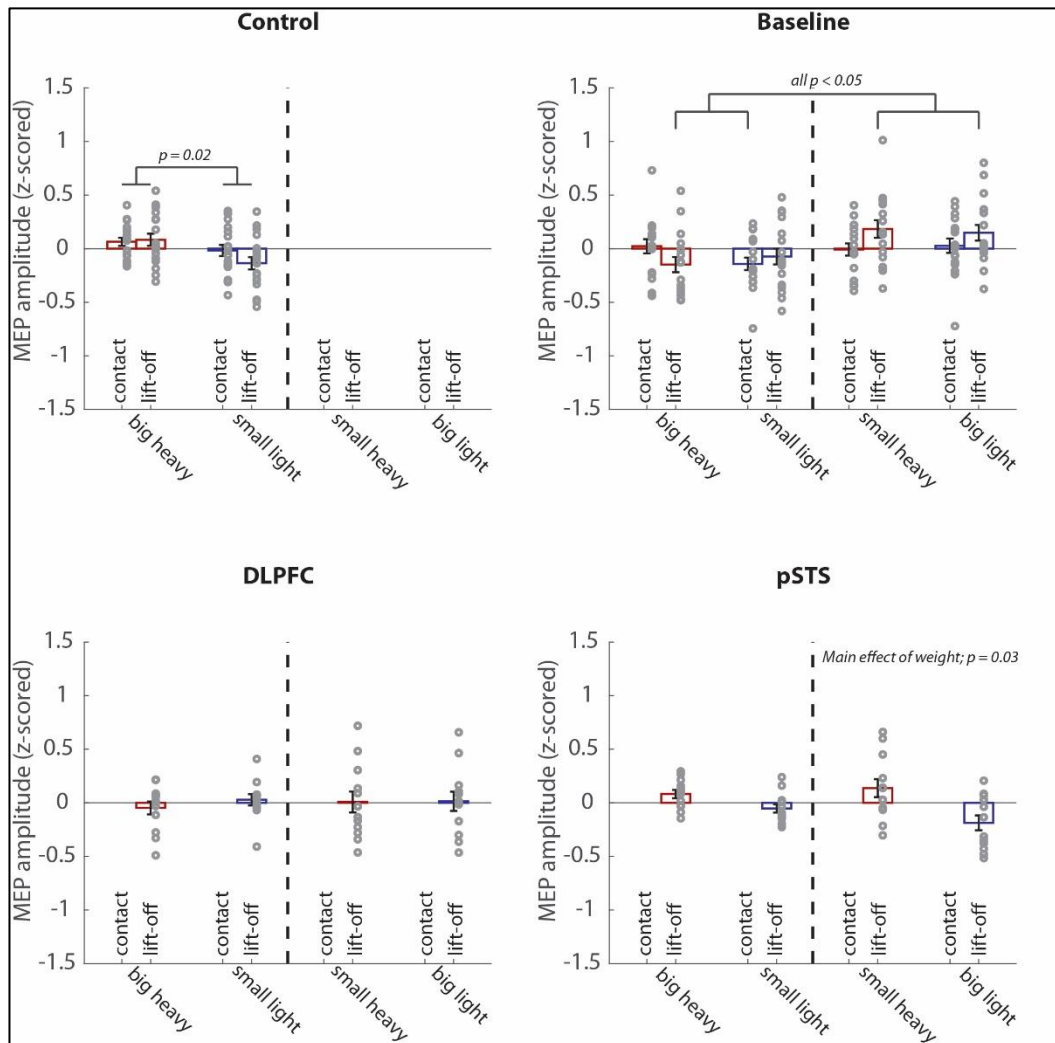 Control
MEP amplitude (z-scored)
1.5
1
0.5
0
-0.5
-1
-1.5
p = 0.02
contact
lift-off
contact
lift-off
contact
lift-off
contact
lift-off
big heavy
small light
small heavy
big light
Baseline
MEP amplitude (z-scored)
1.5
1
0.5
0
-0.5
-1
-1.5
all p < 0.05
contact
lift-off
contact
lift-off
contact
lift-off
contact
lift-off
big heavy
small light
small heavy
big light
DLPFC
MEP amplitude (z-scored)
1.5
1
0.5
0
-0.5
-1
-1.5
contact
lift-off
contact
lift-off
contact
lift-off
contact
lift-off
big heavy
small light
small heavy
big light
pSTS
MEP amplitude (z-scored)
1.5
1
0.5
0
-0.5
-1
-1.5
Main effect of weight; p = 0.03
contact
lift-off
contact
lift-off
contact
lift-off
contact
lift-off
big heavy
small light
small heavy
big light